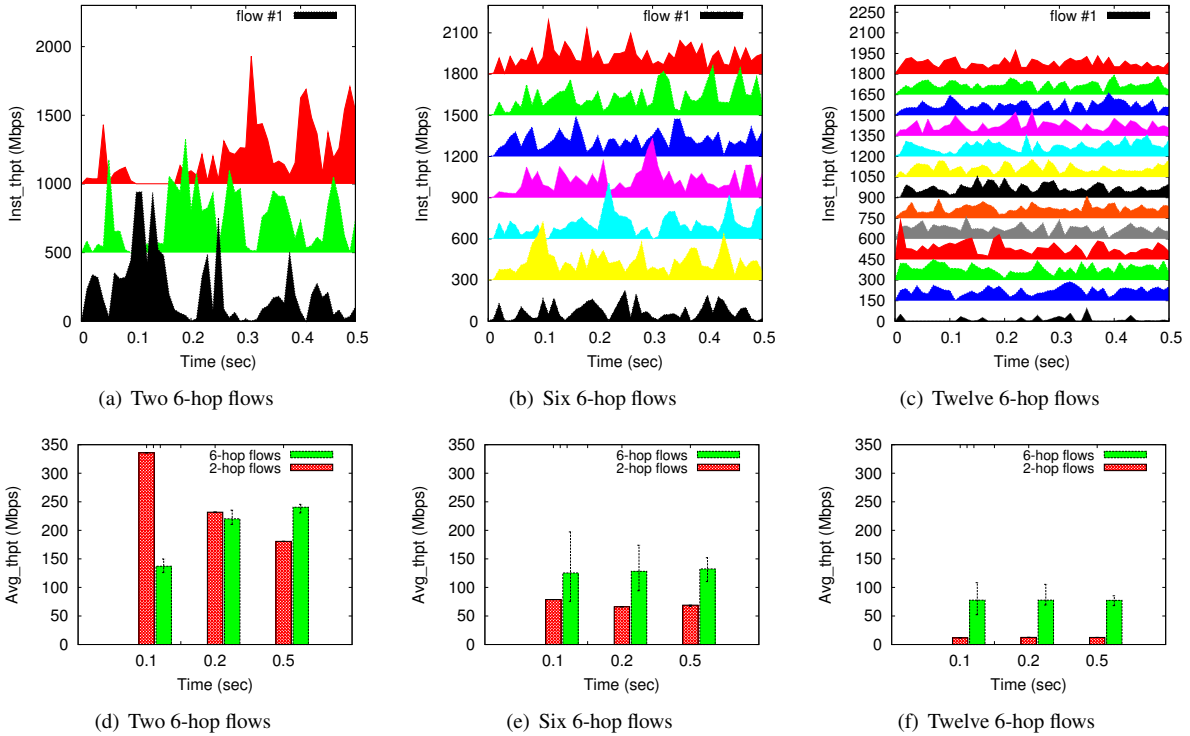 flow #1
2000
1500
1000
500
0
Inst_thpt (Mbps)
0 0.1 0.2 0.3 0.4 0.5
Time (sec)
(a) Two 6-hop flows
flow #1
2100
1800
1500
1200
900
600
300
0
Inst_thpt (Mbps)
0 0.1 0.2 0.3 0.4 0.5
Time (sec)
(b) Six 6-hop flows
flow #1
2250
2100
1950
1800
1650
1500
1350
1200
1050
900
750
600
450
300
150
0
Inst_thpt (Mbps)
0 0.1 0.2 0.3 0.4 0.5
Time (sec)
(c) Twelve 6-hop flows
350
300
250
200
150
100
50
0
Avg_thpt (Mbps)
6-hop flows
2-hop flows
0.1 0.2 0.5
Time (sec)
(d) Two 6-hop flows
350
300
250
200
150
100
50
0
Avg_thpt (Mbps)
6-hop flows
2-hop flows
0.1 0.2 0.5
Time (sec)
(e) Six 6-hop flows
350
300
250
200
150
100
50
0
Avg_thpt (Mbps)
6-hop flows
2-hop flows
0.1 0.2 0.5
Time (sec)
(f) Twelve 6-hop flows